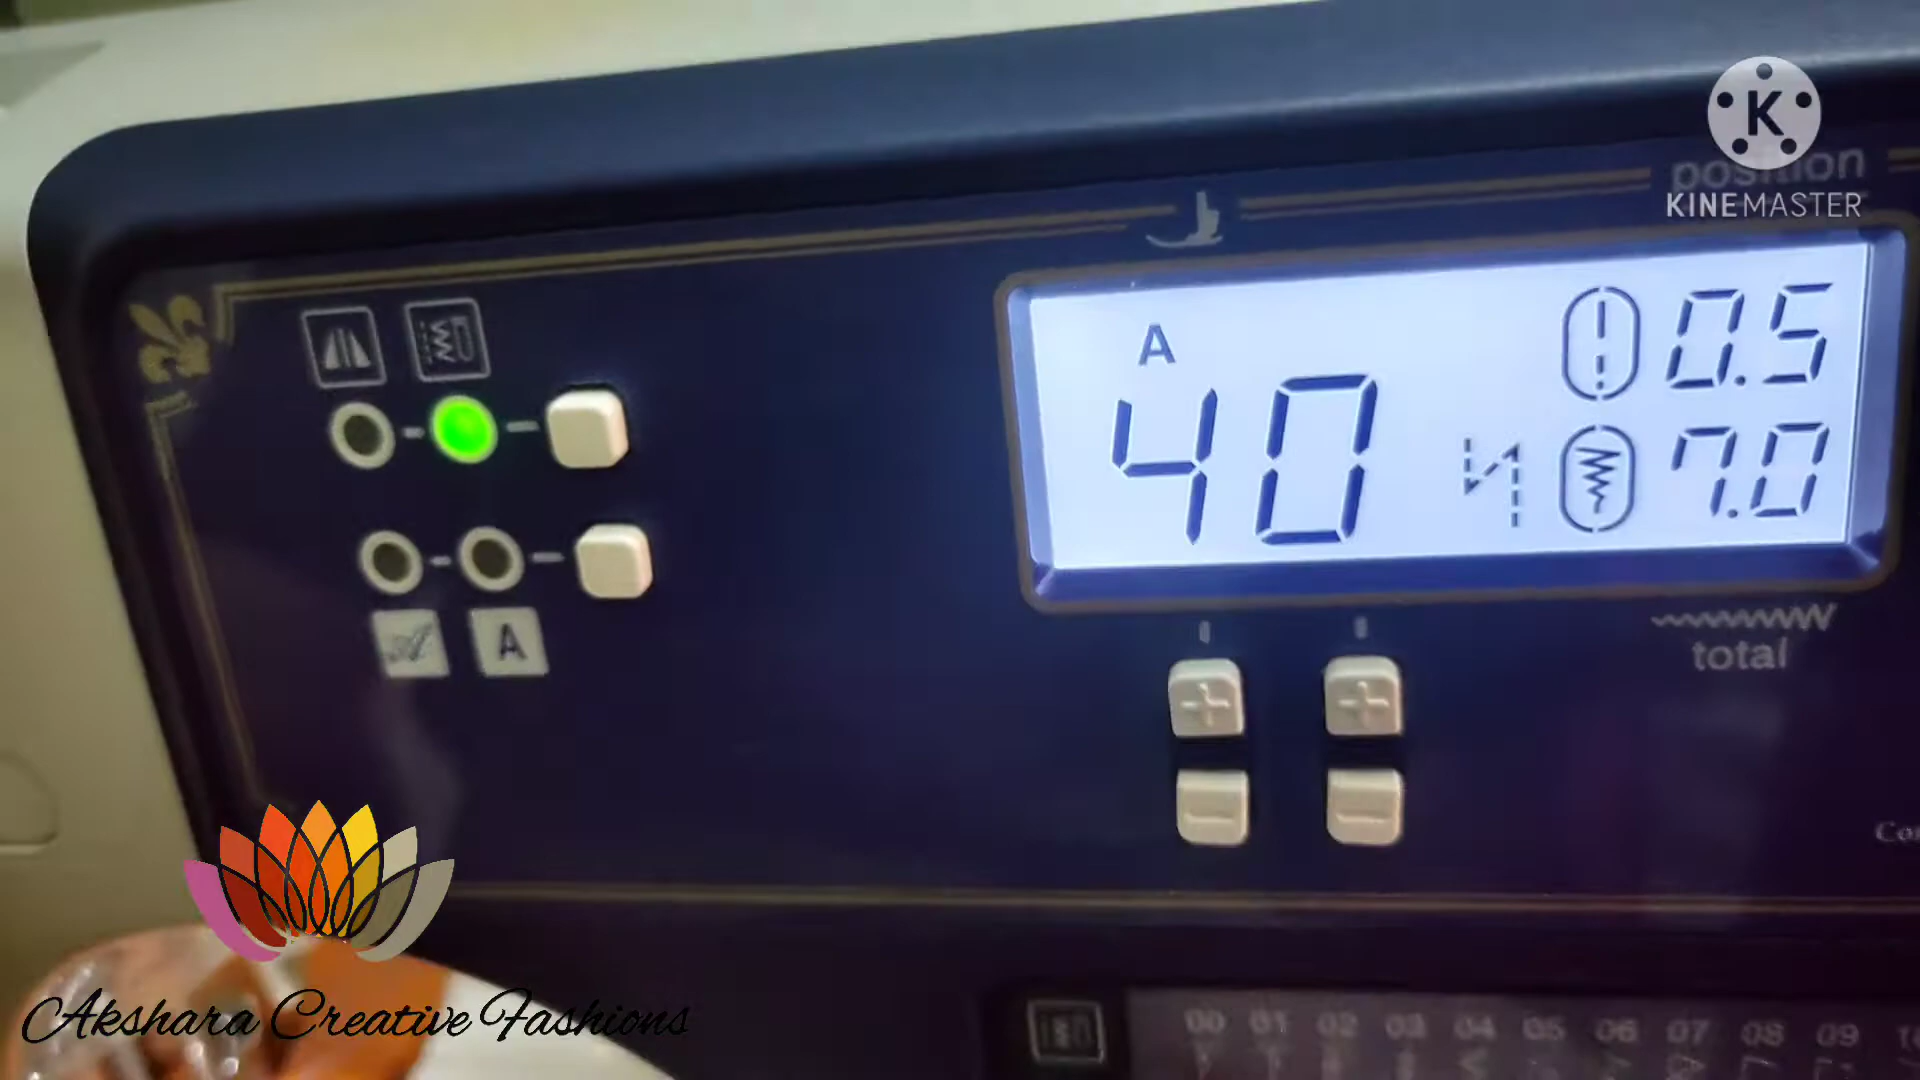 K
position
KINEMASTER
A
0.5
40
7.0
total
A
A
Akshara Creative Fashions
00 01 02 03 04 05 06 07 08 09